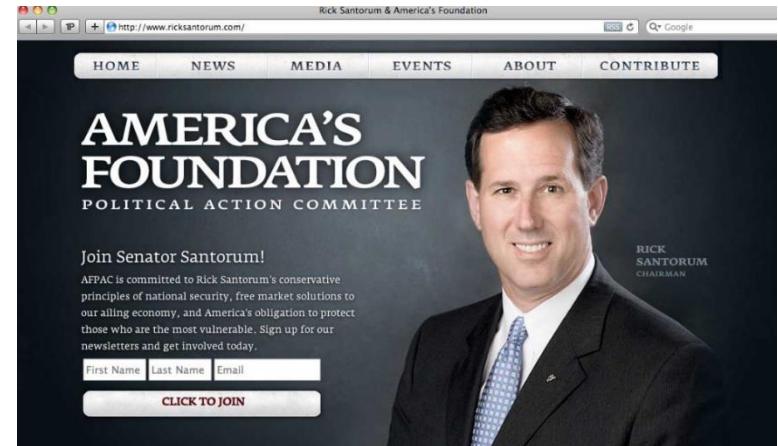 Rick Santorum & America's Foundation
http://www.ricksantorum.com/
RSS
Google
HOME NEWS MEDIA EVENTS ABOUT CONTRIBUTE
AMERICA'S
FOUNDATION
POLITICAL ACTION COMMITTEE
Join Senator Santorum!
AFPAC is committed to Rick Santorum's conservative
principles of national security, free
market solutions to
our ailing economy, and America's obligation to protect
those who are the most vulnerable. Sign up for our
newsletters and get involved today.
First Name Last Name Email
CLICK TO JOIN
RICK
SANTORUM
CHAIRMAN